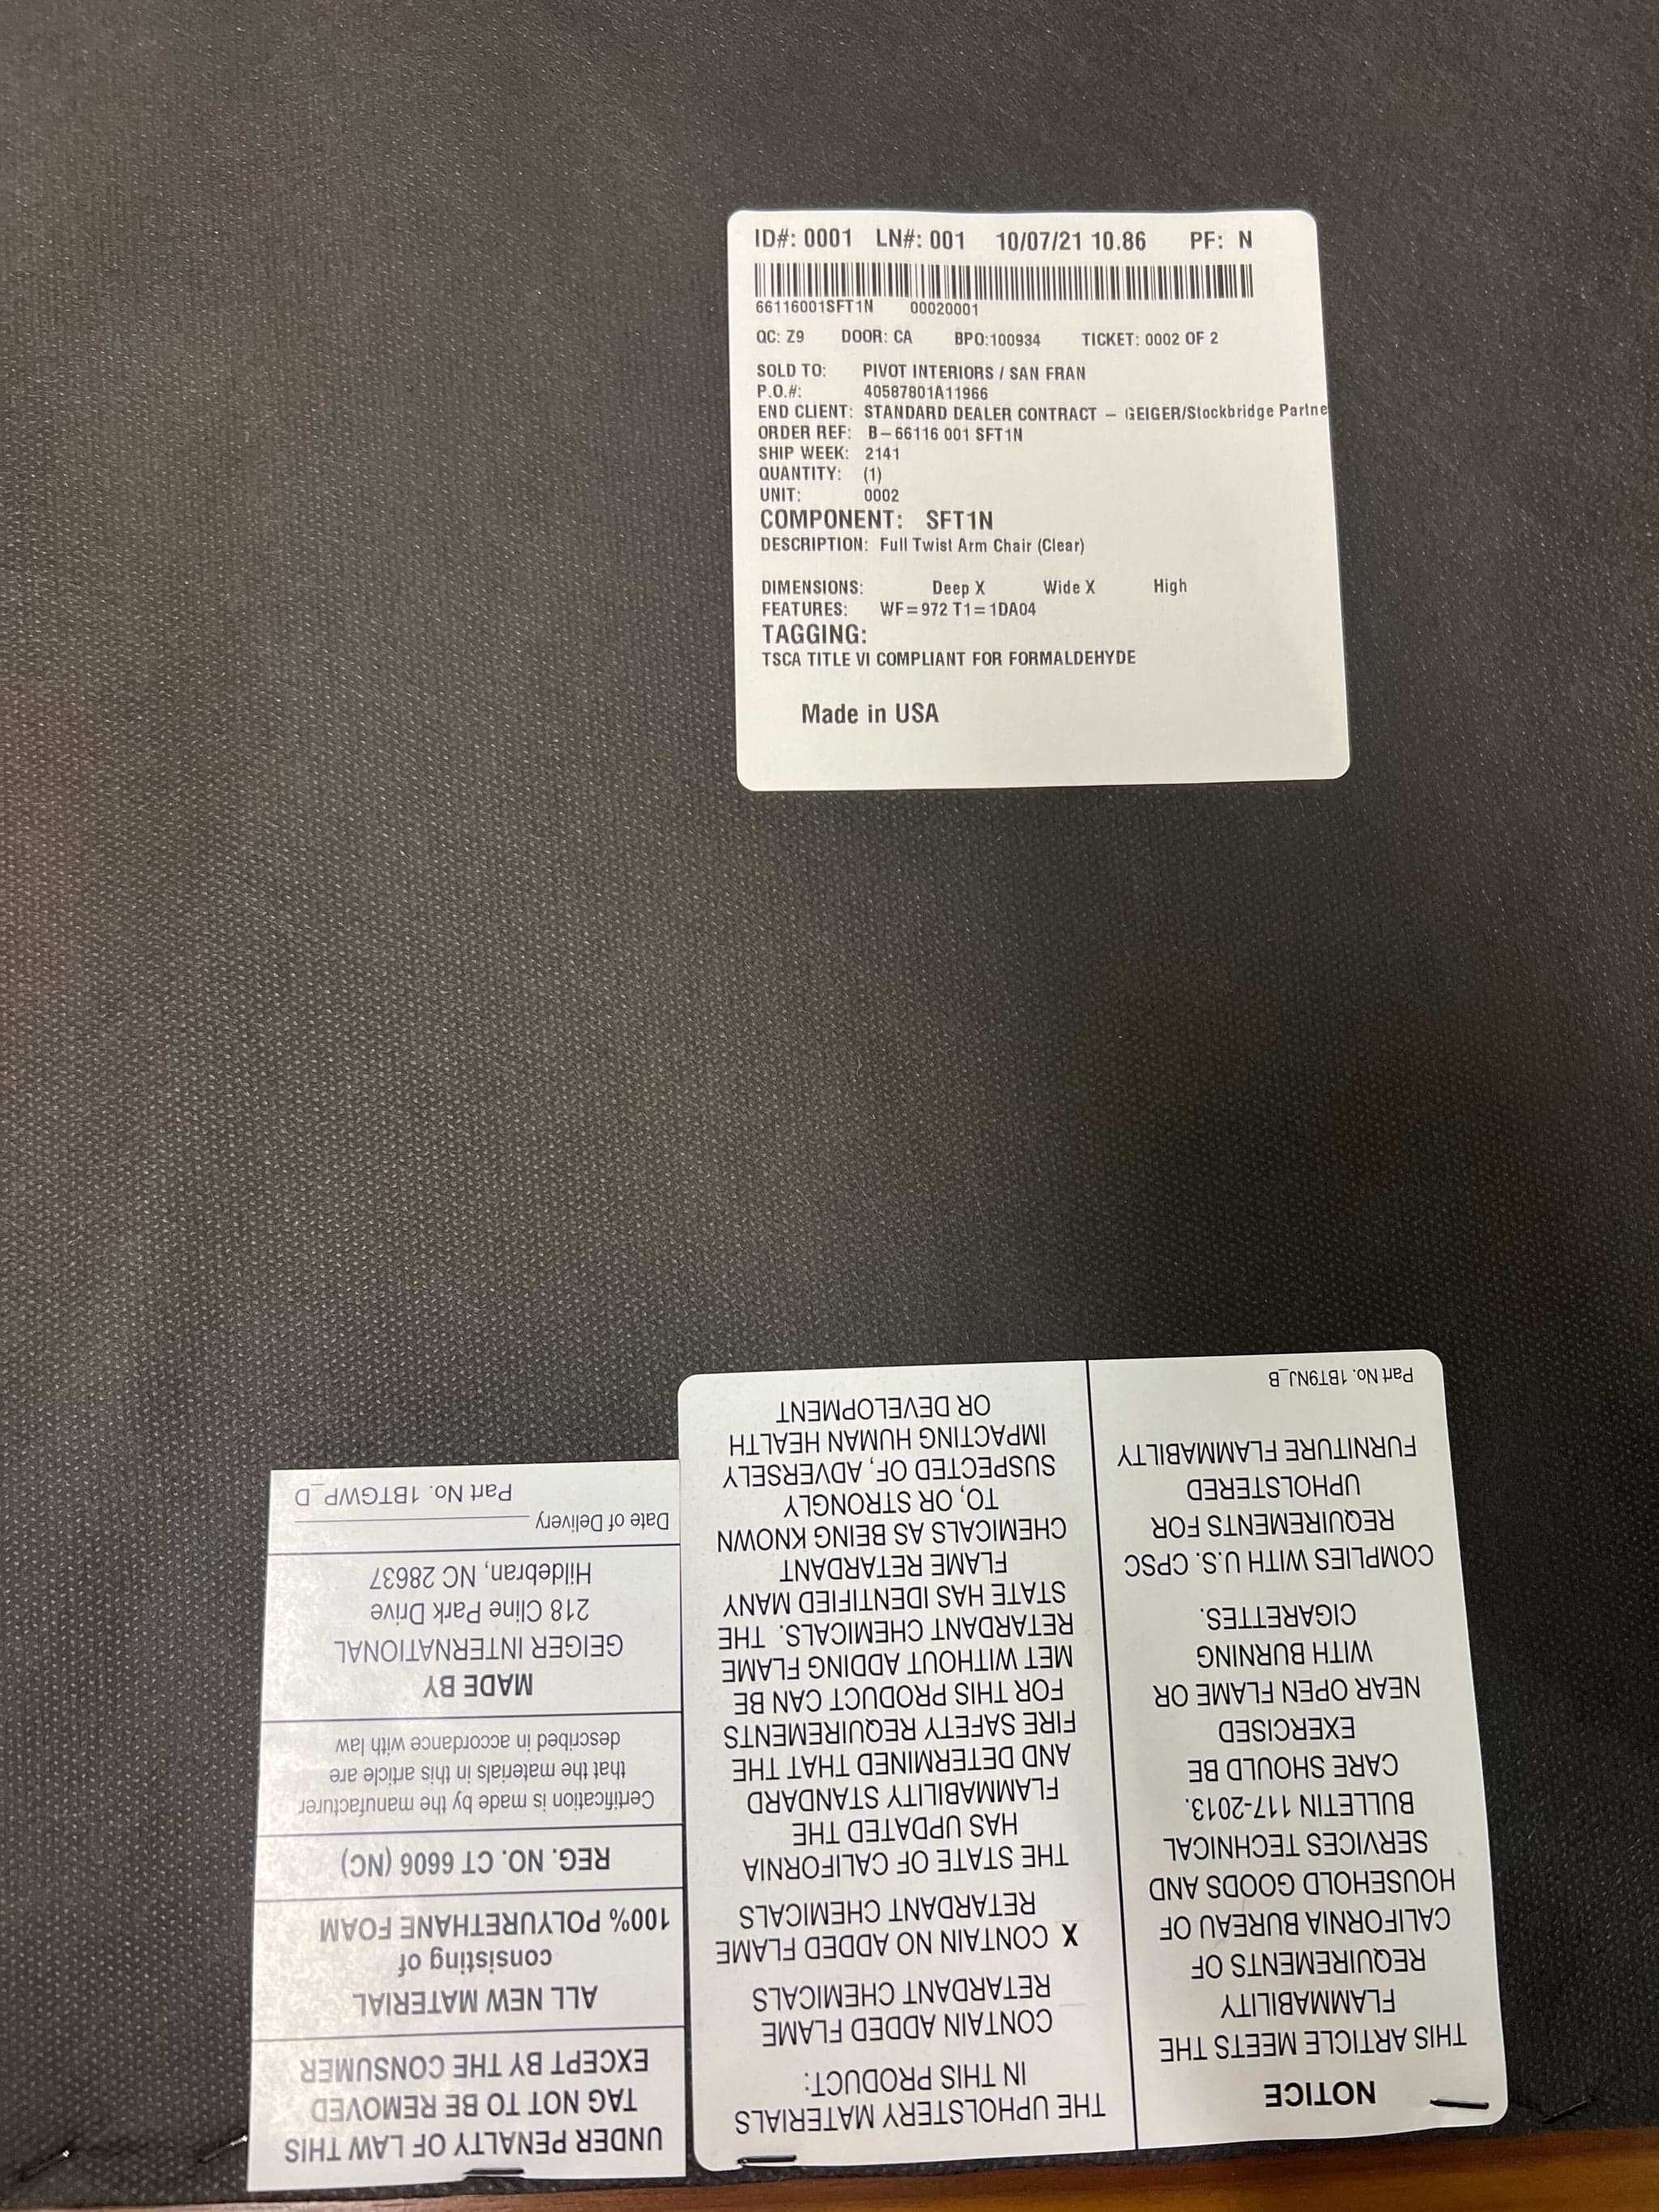 ID#: 0001 LN#: 001 10/07/21 10.86 PF: N
66116001SFT1N 00020001
QC: Z9 DOOR: CA BPO:100934 TICKET: 0002 OF 2
SOLD TO: PIVOT INTERIORS / SAN FRAN
P.O.#: 40587801A11966
END CLIENT: STANDARD DEALER CONTRACT – GEIGER/Stockbridge Partne
ORDER REF: B–66116 001 SFT1N
SHIP WEEK: 2141
QUANTITY: (1)
UNIT: 0002
COMPONENT: SFT1N
DESCRIPTION: Full Twist Arm Chair (Clear)
DIMENSIONS: Deep X Wide X High
FEATURES: WF=972 T1=1DA04
TAGGING:
TSCA TITLE VI COMPLIANT FOR FORMALDEHYDE
Made in USA
NOTICE
THIS ARTICLE MEETS THE
FLAMMABILITY
REQUIREMENTS OF
CALIFORNIA BUREAU OF
HOUSEHOLD GOODS AND
SERVICES TECHNICAL
BULLETIN 117-2013.
CARE SHOULD BE
EXERCISED
NEAR OPEN FLAME OR
WITH BURNING
CIGARETTES.
COMPLIES WITH U.S. CPSC
REQUIREMENTS FOR
UPHOLSTERED
FURNITURE FLAMMABILTY
Part No. 1BT9NJ_B
THE UPHOLSTERY MATERIALS
IN THIS PRODUCT:
CONTAIN ADDED FLAME
RETARDANT CHEMICALS
X CONTAIN NO ADDED FLAME
RETARDANT CHEMICALS
THE STATE OF CALIFORNIA
HAS UPDATED THE
FLAMMABILITY STANDARD
AND DETERMINED THAT THE
FIRE SAFETY REQUIREMENTS
FOR THIS PRODUCT CAN BE
MET WITHOUT ADDING FLAME
RETARDANT CHEMICALS. THE
STATE HAS IDENTIFIED MANY
FLAME RETARDANT
CHEMICALS AS BEING KNOWN
TO, OR STRONGLY
SUSPECTED OF, ADVERSELY
IMPACTING HUMAN HEALTH
OR DEVELOPMENT
UNDER PENALTY OF LAW THIS
TAG NOT TO BE REMOVED
EXCEPT BY THE CONSUMER
ALL NEW MATERIAL
consisting of
100% POLYURETHANE FOAM
REG. NO. CT 6606 (NC)
Certification is made by the manufacturer
that the materials in this article are
described in accordance with law
MADE BY
GEIGER INTERNATIONAL
218 Cline Park Drive
Hildebran, NC 28637
Date of Delivery
Part No. 1BTGWP_D